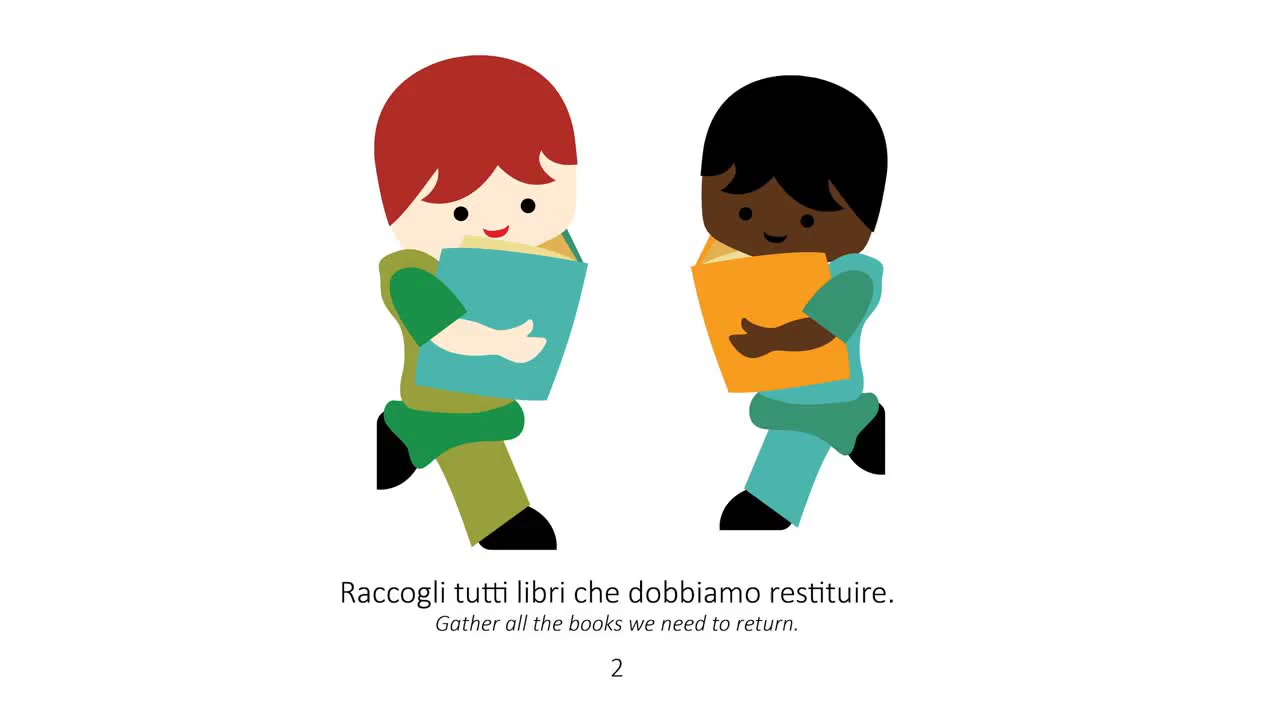 Raccogli tutti libri che dobbiamo restituire.
Gather all the books we need to return.
2